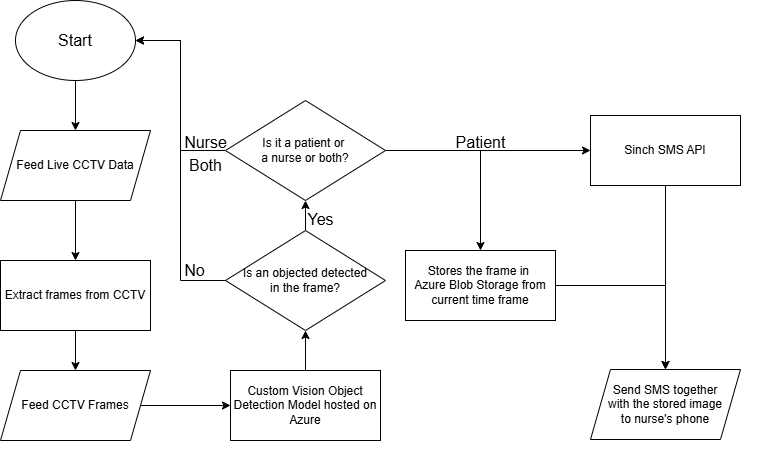 Start
Feed Live CCTV Data
Extract frames from CCTV
Feed CCTV Frames
Custom Vision Object
Detection Model hosted on
Azure
Is an objected detected
in the frame?
No
Yes
Is it a patient or
a nurse or both?
Nurse
Both
Patient
Sinch SMS API
Stores the frame in
Azure Blob Storage from
current time frame
Send SMS together
with the stored image
to nurse's phone